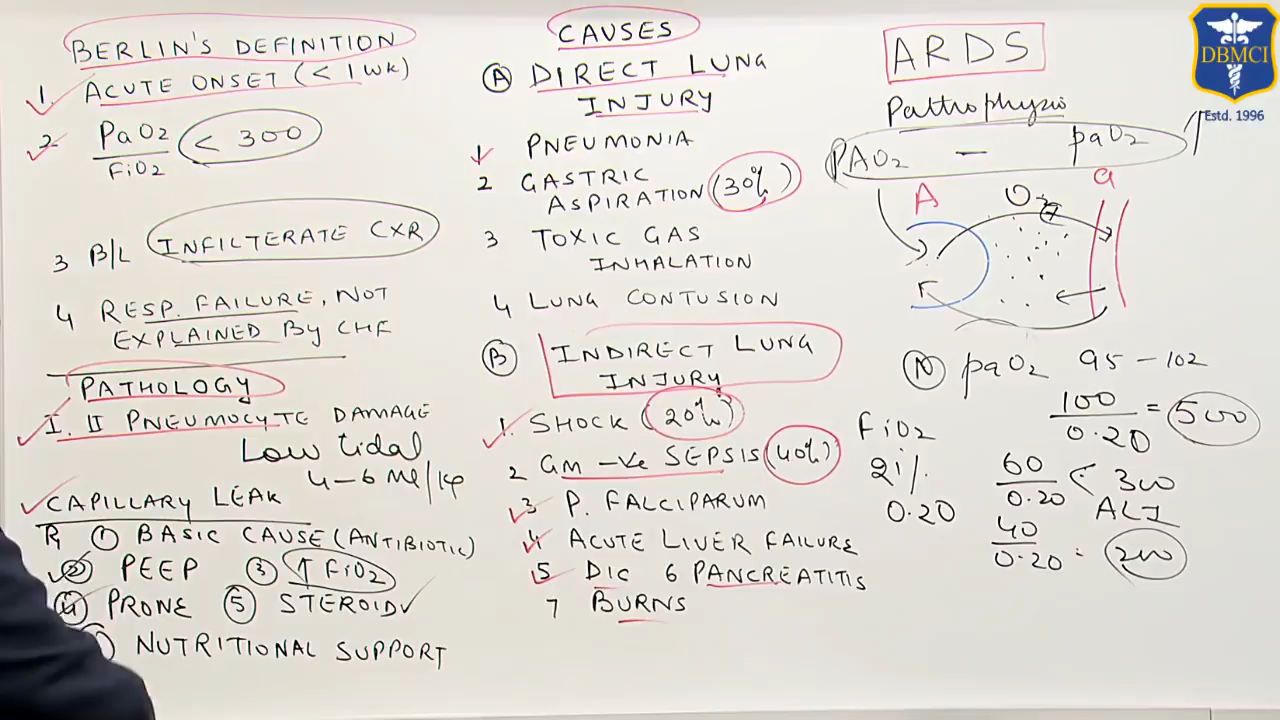 BERLIN'S DEFINITION
1. ACUTE ONSET (< 1 WK)
2. PaO2 / FiO2 < 300
3 B/L INFILTERATE CXR
4 RESP. FAILURE, NOT
EXPLAINED By CHF
PATHOLOGY
I. II PNEUMOCYTE DAMAGE
Low tidal
4-6 Ml/kg
CAPILLARY LEAK
Rx ① BASIC CAUSE (ANTIBIOTIC)
② PEEP ③ ↑ FiO2
④ PRONE ⑤ STEROID ✓
NUTRITIONAL SUPPORT
CAUSES
Ⓐ DIRECT LUNG
INJURY
1 PNEUMONIA
2 GASTRIC
ASPIRATION (30%)
3 TOXIC GAS
INHALATION
4 LUNG CONTUSION
Ⓑ INDIRECT LUNG
INJURY
1. SHOCK (20%)
2 Gm -Ve SEPSIS (40%)
3 P. FALCIPARUM
4 ACUTE LIVER FAILURE
5 DIC 6 PANCREATITIS
7 BURNS
ARDS
Pathophysio
PAO2 — paO2 ↑
A O2 a
Ⓝ paO2 95 - 102
100 / 0.20 = 500
FiO2
21%
0.20
60 / 0.20 < 300
ALI
40 / 0.20 = 200
DBMCI
Estd. 1996